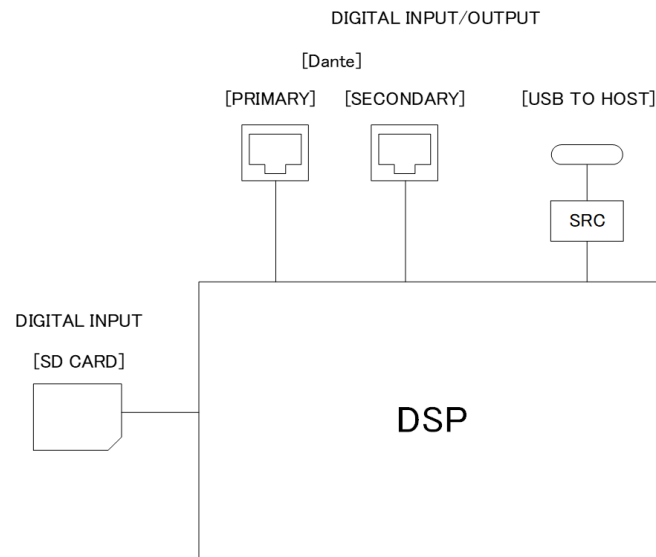 DIGITAL INPUT/OUTPUT
[Dante]
[PRIMARY]
[SECONDARY]
[USB TO HOST]
SRC
DIGITAL INPUT
[SD CARD]
DSP